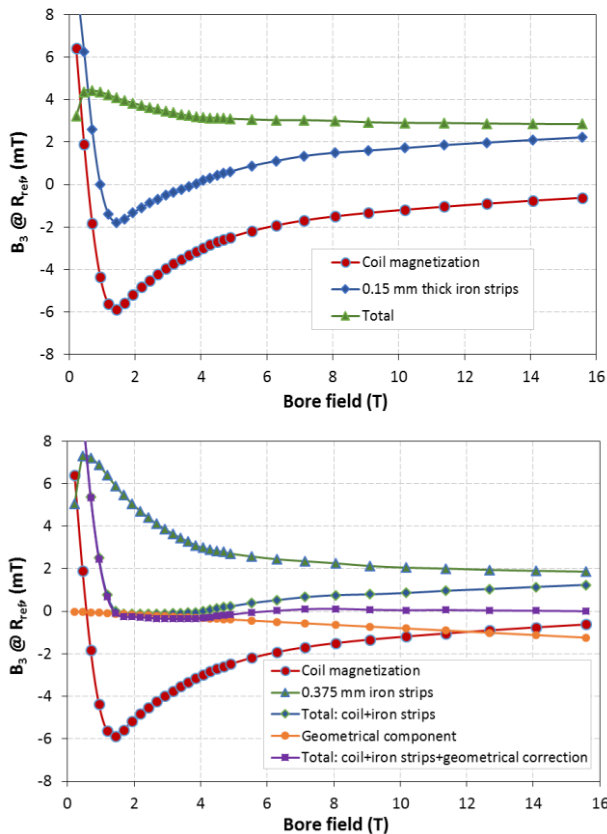 8
6
4
2
0
-2
-4
-6
-8
B3 @ Rref, (mT)
Coil magnetization
0.15 mm thick iron strips
Total
0 2 4 6 8 10 12 14 16
Bore field (T)
8
6
4
2
0
-2
-4
-6
-8
B3 @ Rref, (mT)
Coil magnetization
0.375 mm iron strips
Total: coil+iron strips
Geometrical component
Total: coil+iron strips+geometrical correction
0 2 4 6 8 10 12 14 16
Bore field (T)